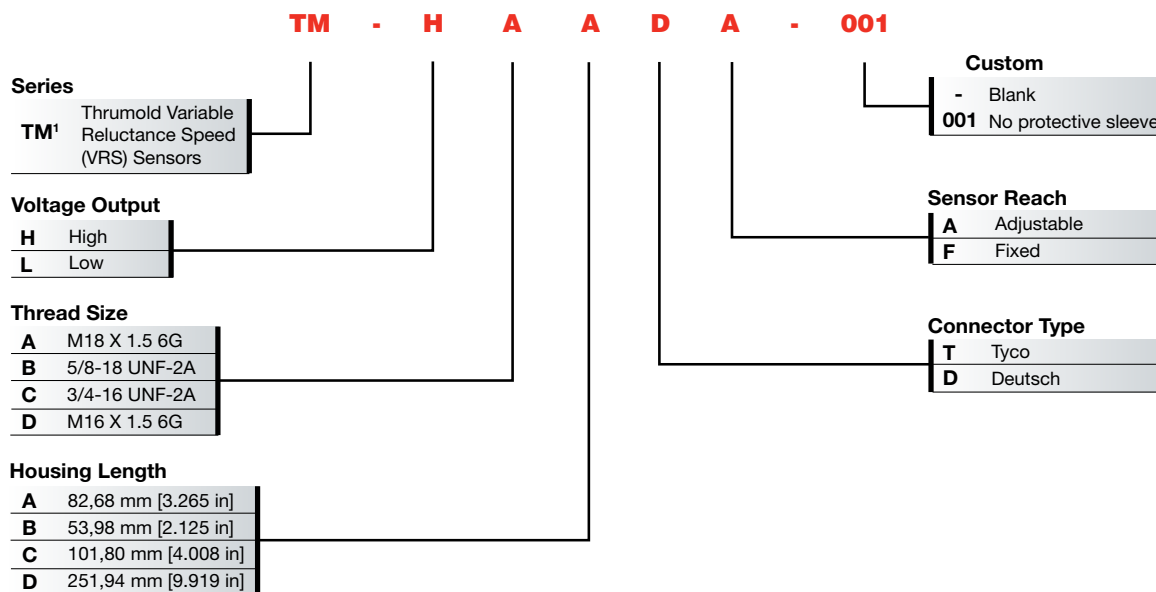 TM - H A A D A - 001
Series
TM¹ Thrumold Variable
Reluctance Speed
(VRS) Sensors
Voltage Output
H High
L Low
Thread Size
A M18 X 1.5 6G
B 5/8-18 UNF-2A
C 3/4-16 UNF-2A
D M16 X 1.5 6G
Housing Length
A 82,68 mm [3.265 in]
B 53,98 mm [2.125 in]
C 101,80 mm [4.008 in]
D 251,94 mm [9.919 in]
Custom
- Blank
001 No protective sleeve
Sensor Reach
A Adjustable
F Fixed
Connector Type
T Tyco
D Deutsch